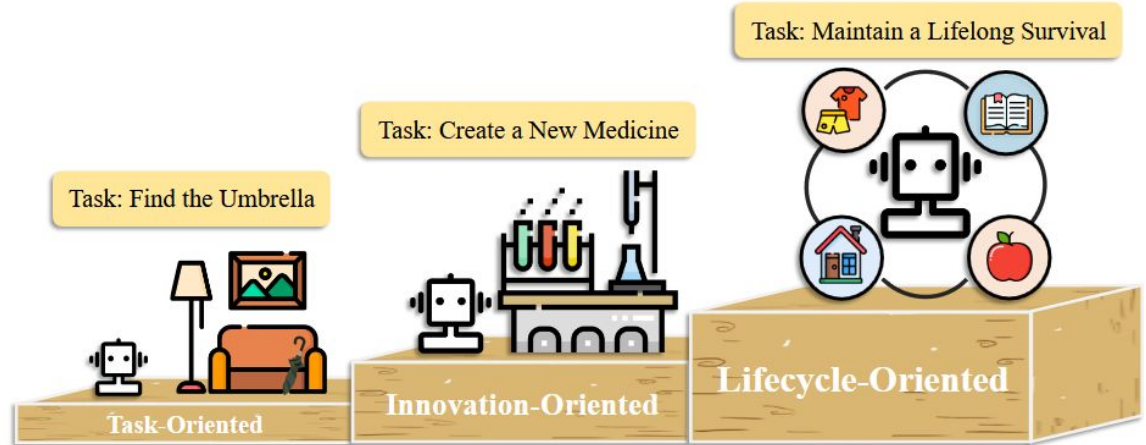 Task: Maintain a Lifelong Survival
Task: Create a New Medicine
Task: Find the Umbrella
Task-Oriented
Innovation-Oriented
Lifecycle-Oriented